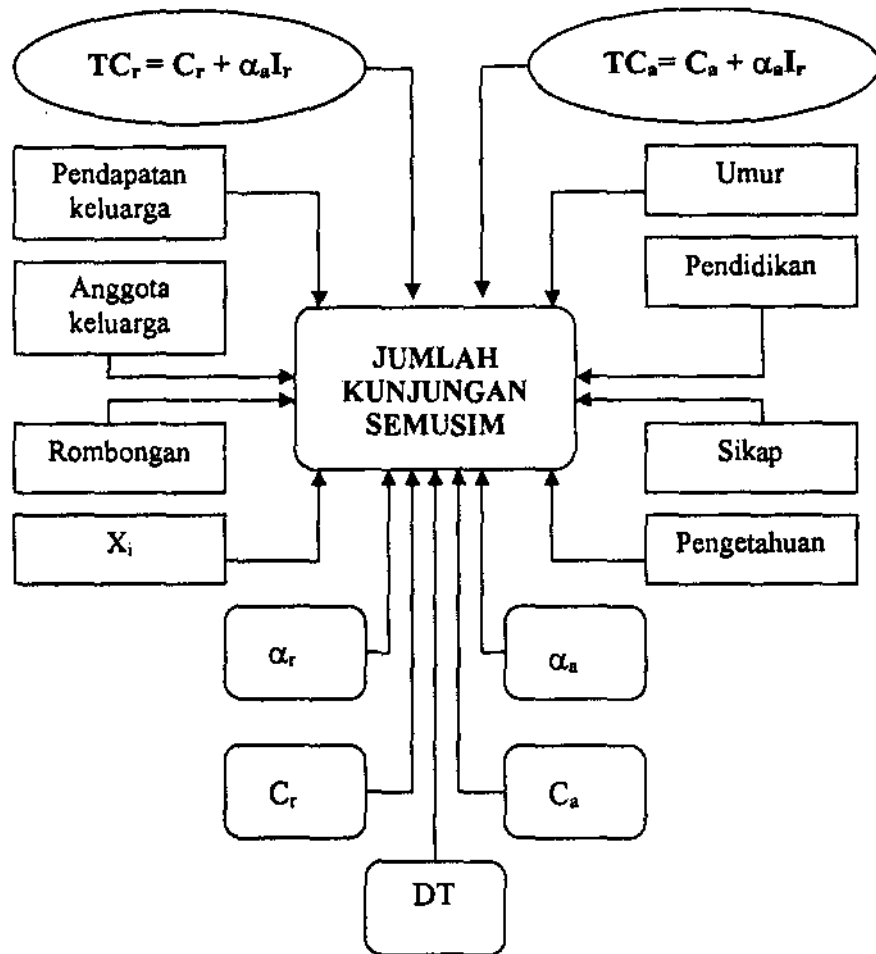 TCᵣ = Cᵣ + αₐIᵣ
TCₐ= Cₐ + αₐIᵣ
Pendapatan
keluarga
Umur
Anggota
keluarga
Pendidikan
JUMLAH
KUNJUNGAN
SEMUSIM
Rombongan
Sikap
Xᵢ
Pengetahuan
αᵣ
αₐ
Cᵣ
Cₐ
DT